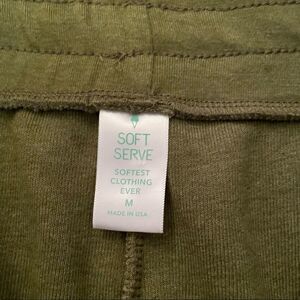 SOFT
SERVE
SOFTEST
CLOTHING
EVER
M
MADE IN USA